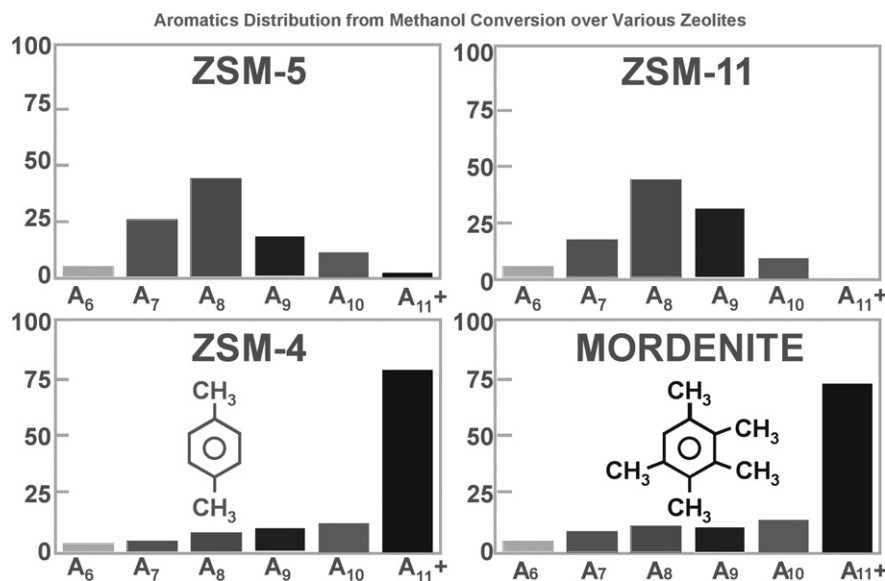 Aromatics Distribution from Methanol Conversion over Various Zeolites
ZSM-5
100
75
50
25
0
A6 A7 A8 A9 A10 A11+
ZSM-11
100
75
50
25
0
A6 A7 A8 A9 A10 A11+
ZSM-4
100
75
50
25
0
CH3
CH3
A6 A7 A8 A9 A10 A11+
MORDENITE
100
75
50
25
0
CH3
CH3
CH3 CH3
CH3
A6 A7 A8 A9 A10 A11+